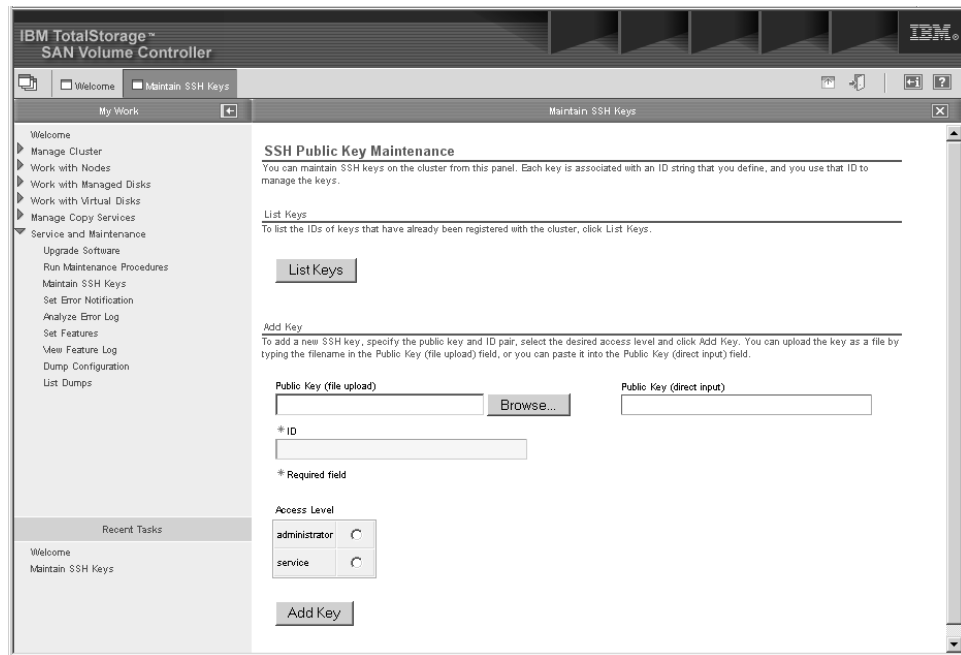 IBM TotalStorage™
SAN Volume Controller
IBM®
Welcome
Maintain SSH Keys
My Work
Maintain SSH Keys
Welcome
Manage Cluster
Work with Nodes
Work with Managed Disks
Work with Virtual Disks
Manage Copy Services
Service and Maintenance
Upgrade Software
Run Maintenance Procedures
Maintain SSH Keys
Set Error Notification
Analyze Error Log
Set Features
View Feature Log
Dump Configuration
List Dumps
Recent Tasks
Welcome
Maintain SSH Keys
SSH Public Key Maintenance
You can maintain SSH keys on the cluster from this panel. Each key is associated with an ID string that you define, and you use that ID to
manage the keys.
List Keys
To list the IDs of keys that have already been registered with the cluster, click List Keys.
List Keys
Add Key
To add a new SSH key, specify the public key and ID pair, select the desired access level and click Add Key. You can upload the key as a file by
typing the filename in the Public Key (file upload) field, or you can paste it into the Public Key (direct input) field.
Public Key (file upload)
Browse...
Public Key (direct input)
* ID
* Required field
Access Level
administrator
service
Add Key